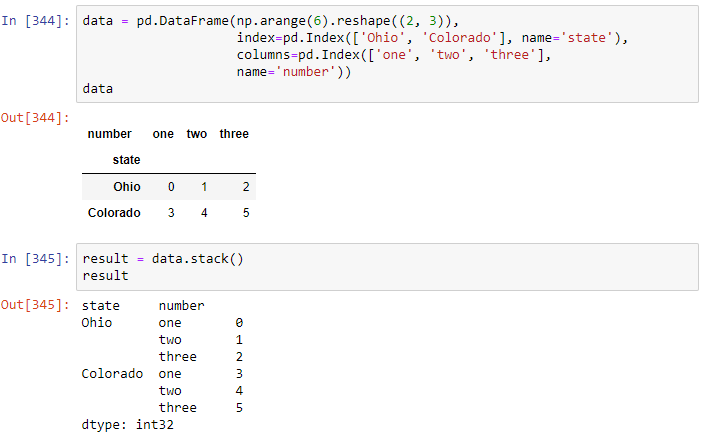 In [344]: data = pd.DataFrame(np.arange(6).reshape((2, 3)),
index=pd.Index(['Ohio', 'Colorado'], name='state'),
columns=pd.Index(['one', 'two', 'three'],
name='number'))
data
Out[344]:
number one two three
state
Ohio 0 1 2
Colorado 3 4 5
In [345]: result = data.stack()
result
Out[345]: state number
Ohio one 0
two 1
three 2
Colorado one 3
two 4
three 5
dtype: int32